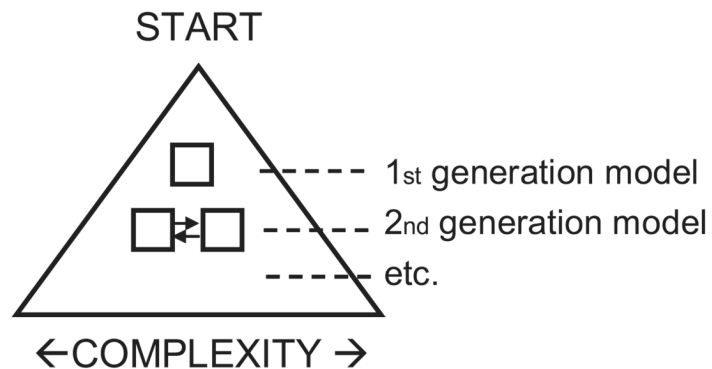 START
1st generation model
2nd generation model
etc.
←COMPLEXITY→